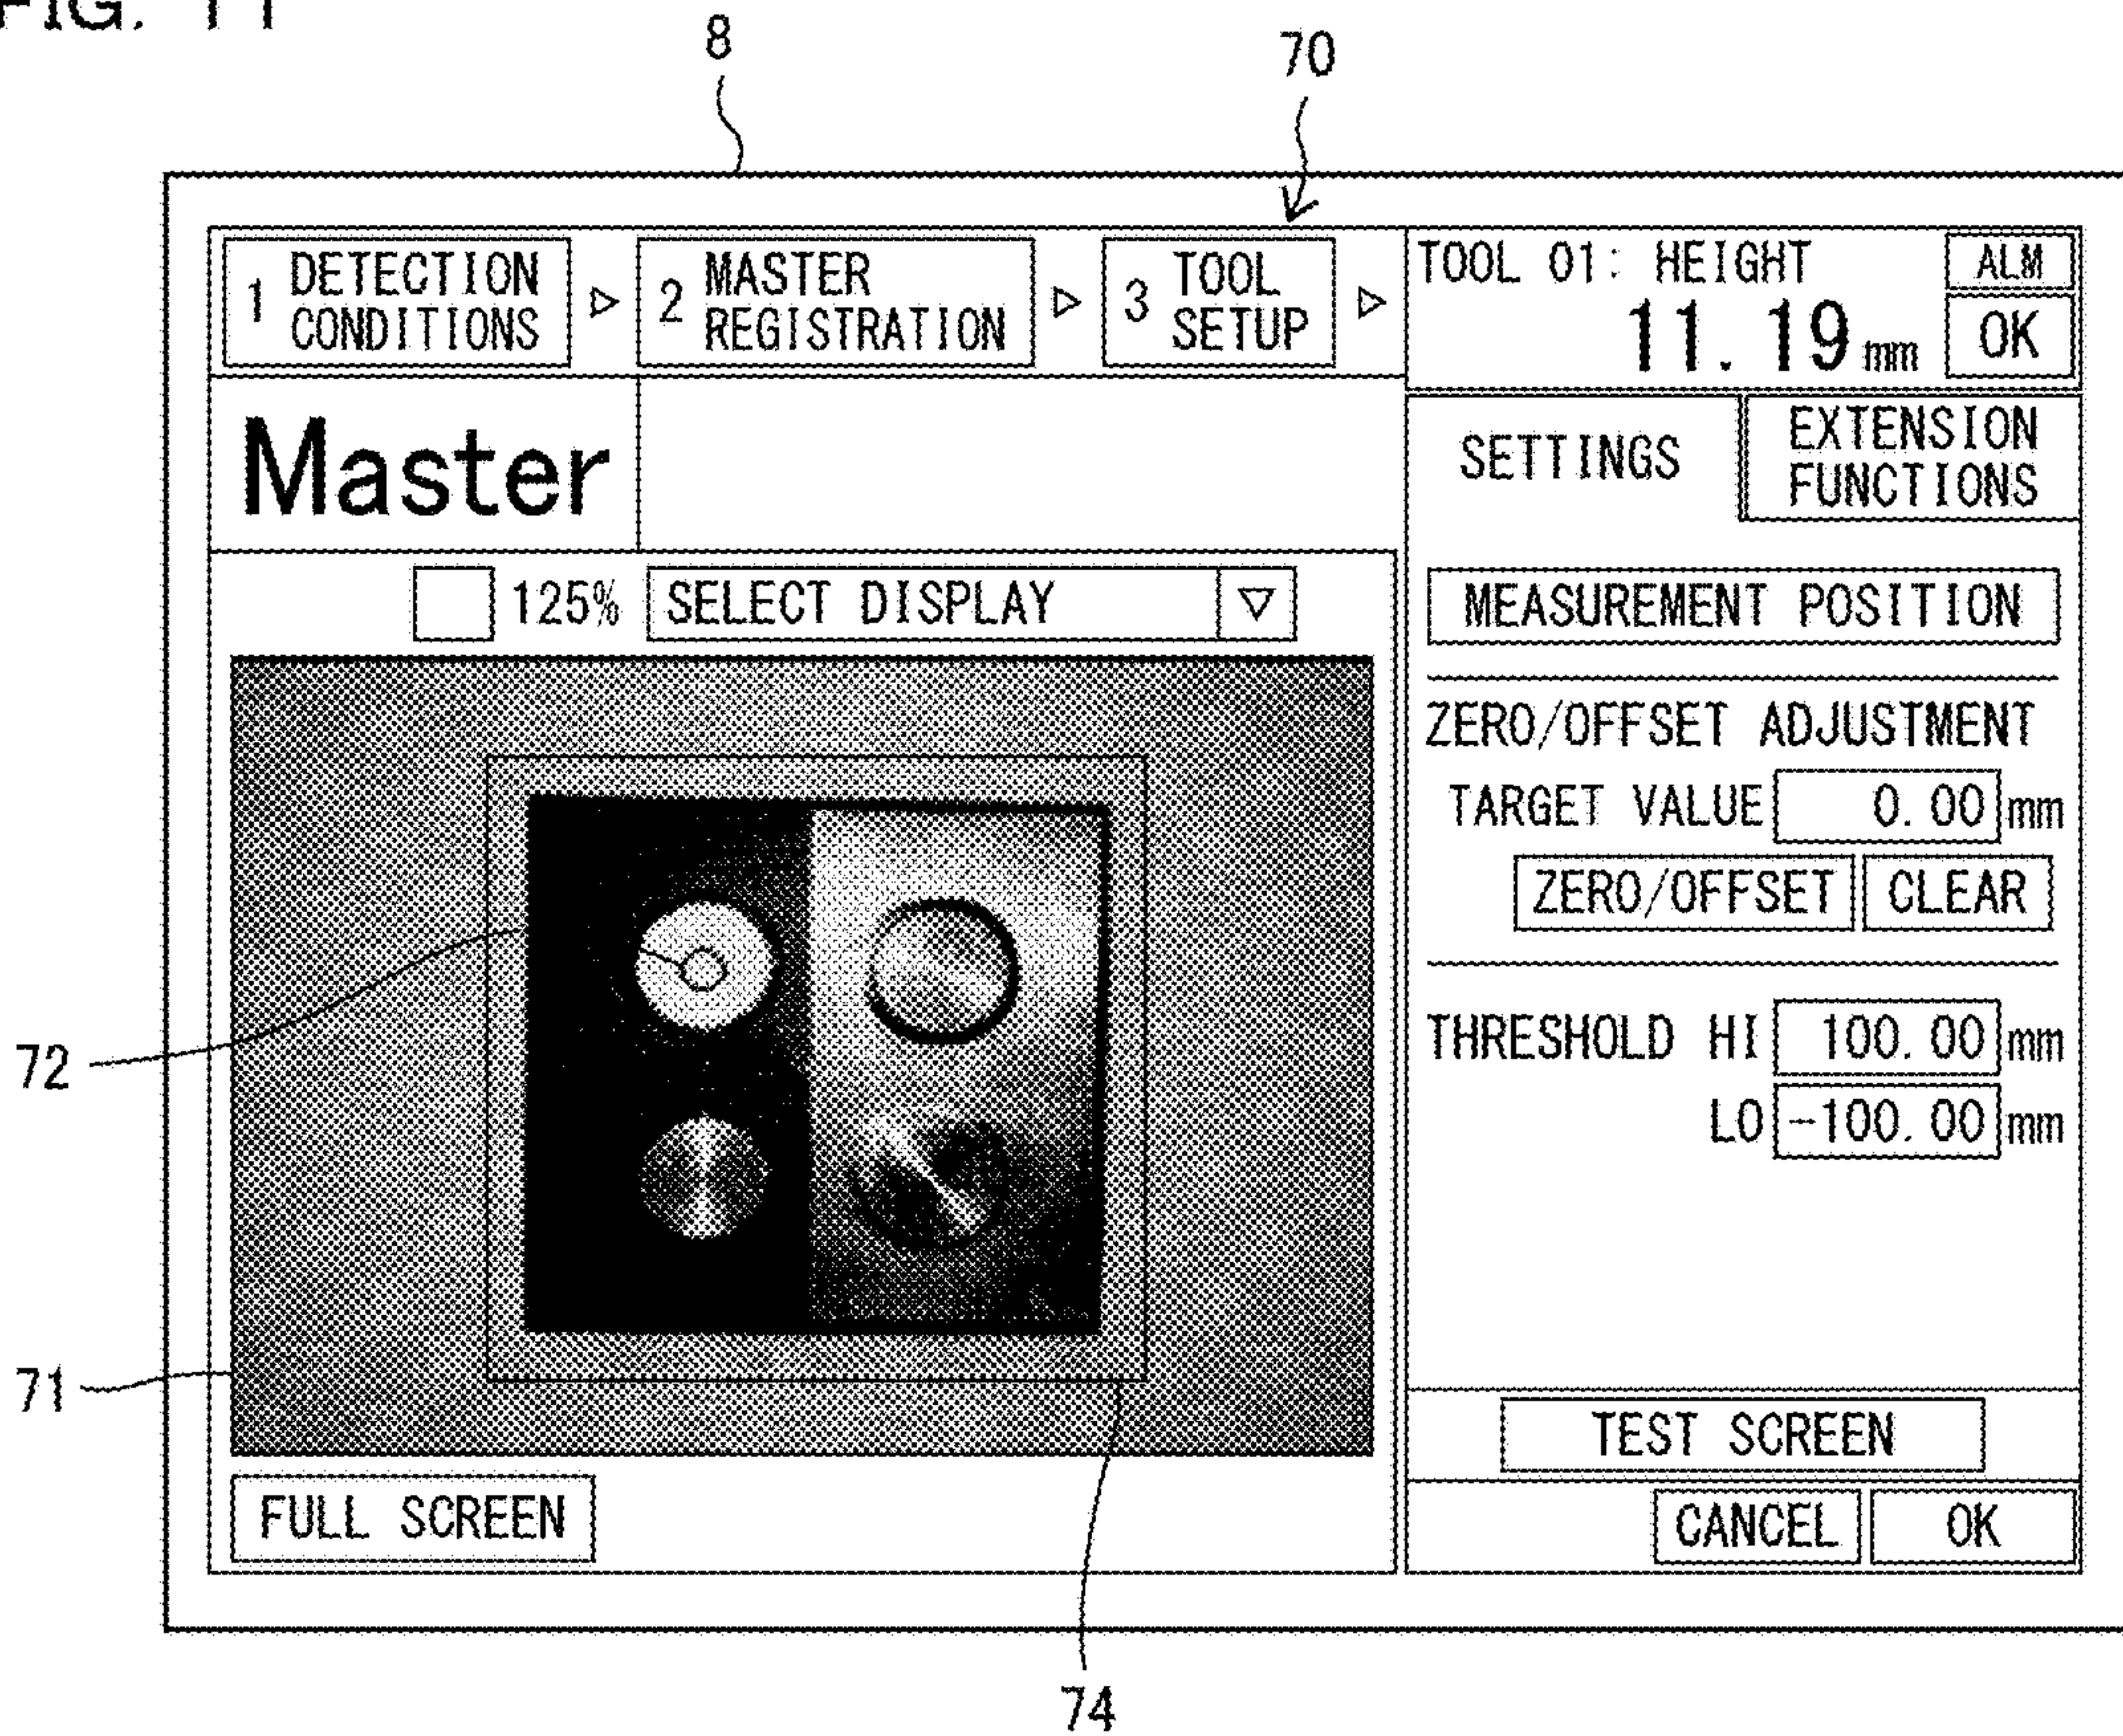 FIG. 11
8
70
1 DETECTION CONDITIONS ▷ 2 MASTER REGISTRATION ▷ 3 TOOL SETUP ▷
TOOL 01: HEIGHT
ALM
11.19 mm
OK
Master
SETTINGS
EXTENSION
FUNCTIONS
125% SELECT DISPLAY ▽
MEASUREMENT POSITION
ZERO/OFFSET ADJUSTMENT
TARGET VALUE 0.00 mm
ZERO/OFFSET CLEAR
THRESHOLD HI 100.00 mm
LO -100.00 mm
72
71
TEST SCREEN
FULL SCREEN
CANCEL OK
74